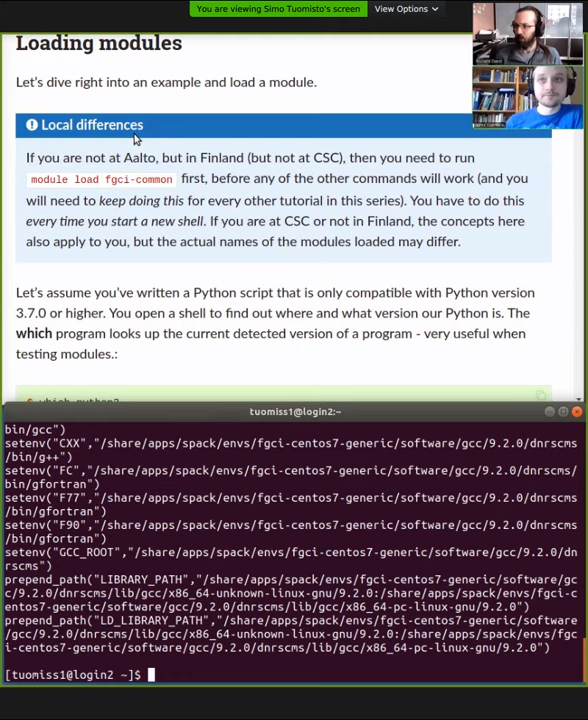 You are viewing Simo Tuomisto's screen
View Options
Loading modules
Let's dive right into an example and load a module.
Local differences
If you are not at Aalto, but in Finland (but not at CSC), then you need to run
module load fgci-common first, before any of the other commands will work (and you
will need to keep doing this for every other tutorial in this series). You have to do this
every time you start a new shell. If you are at CSC or not in Finland, the concepts here
also apply to you, but the actual names of the modules loaded may differ.
Let's assume you've written a Python script that is only compatible with Python version
3.7.0 or higher. You open a shell to find out where and what version our Python is. The
which program looks up the current detected version of a program - very useful when
testing modules.:
tuomiss1@login2:~
bin/gcc")
setenv("CXX","/share/apps/spack/envs/fgci-centos7-generic/software/gcc/9.2.0/dnrscms
/bin/g++")
setenv("FC","/share/apps/spack/envs/fgci-centos7-generic/software/gcc/9.2.0/dnrscms/
bin/gfortran")
setenv("F77","/share/apps/spack/envs/fgci-centos7-generic/software/gcc/9.2.0/dnrscms
/bin/gfortran")
setenv("F90","/share/apps/spack/envs/fgci-centos7-generic/software/gcc/9.2.0/dnrscms
/bin/gfortran")
setenv("GCC_ROOT","/share/apps/spack/envs/fgci-centos7-generic/software/gcc/9.2.0/dn
rscms")
prepend_path("LIBRARY_PATH","/share/apps/spack/envs/fgci-centos7-generic/software/gc
c/9.2.0/dnrscms/lib/gcc/x86_64-unknown-linux-gnu/9.2.0:/share/apps/spack/envs/fgci-c
entos7-generic/software/gcc/9.2.0/dnrscms/lib/gcc/x86_64-pc-linux-gnu/9.2.0")
prepend_path("LD_LIBRARY_PATH","/share/apps/spack/envs/fgci-centos7-generic/software
/gcc/9.2.0/dnrscms/lib/gcc/x86_64-unknown-linux-gnu/9.2.0:/share/apps/spack/envs/fgc
i-centos7-generic/software/gcc/9.2.0/dnrscms/lib/gcc/x86_64-pc-linux-gnu/9.2.0")
[tuomiss1@login2 ~]$